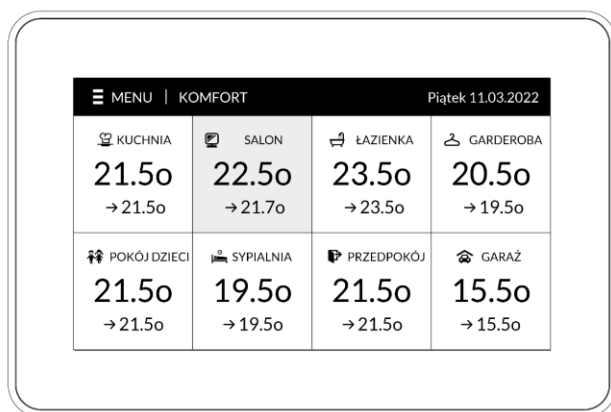 MENU | KOMFORT Piątek 11.03.2022
KUCHNIA SALON ŁAZIENKA GARDEROBA
21.5o 22.5o 23.5o 20.5o
→21.5o →21.7o →23.5o →19.5o
POKÓJ DZIECI SYPIALNIA PRZEDPOKÓJ GARAŻ
21.5o 19.5o 21.5o 15.5o
→21.5o →19.5o →21.5o →15.5o